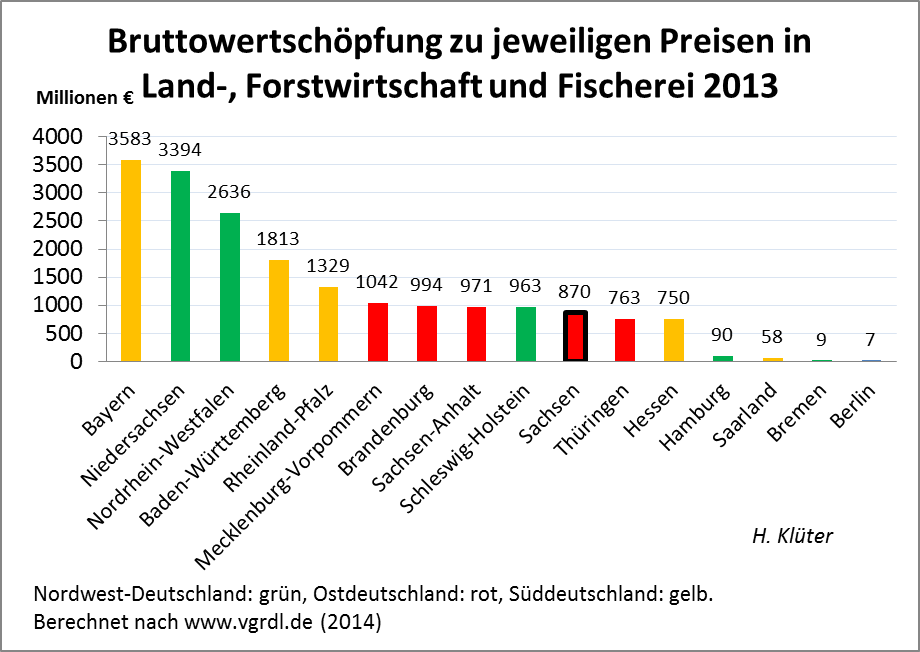 Bruttowertschöpfung zu jeweiligen Preisen in
Land-, Forstwirtschaft und Fischerei 2013
Millionen €
4000
3500
3000
2500
2000
1500
1000
500
0
3583
3394
2636
1813
1329
1042
994
971
963
870
763
750
90
58
9
7
Bayern
Niedersachsen
Nordrhein-Westfalen
Baden-Württemberg
Rheinland-Pfalz
Mecklenburg-Vorpommern
Brandenburg
Sachsen-Anhalt
Schleswig-Holstein
Sachsen
Thüringen
Hessen
Hamburg
Saarland
Bremen
Berlin
H. Klüter
Nordwest-Deutschland: grün, Ostdeutschland: rot, Süddeutschland: gelb.
Berechnet nach www.vgrdl.de (2014)